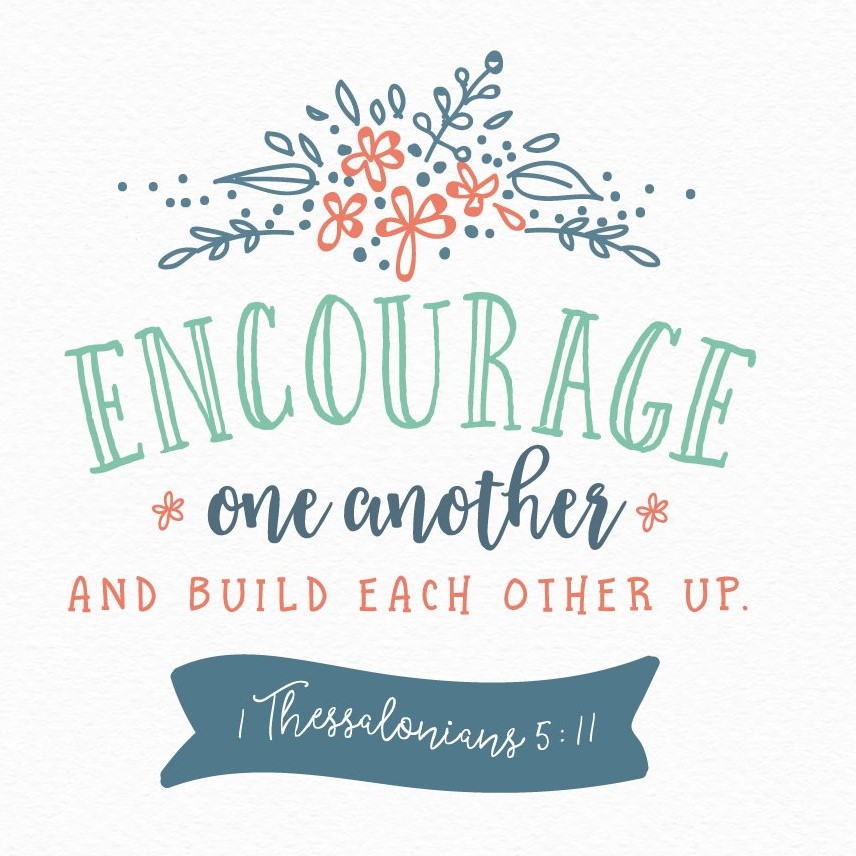 ENCOURAGE
one another
AND BUILD EACH OTHER UP.
1 Thessalonians 5:11